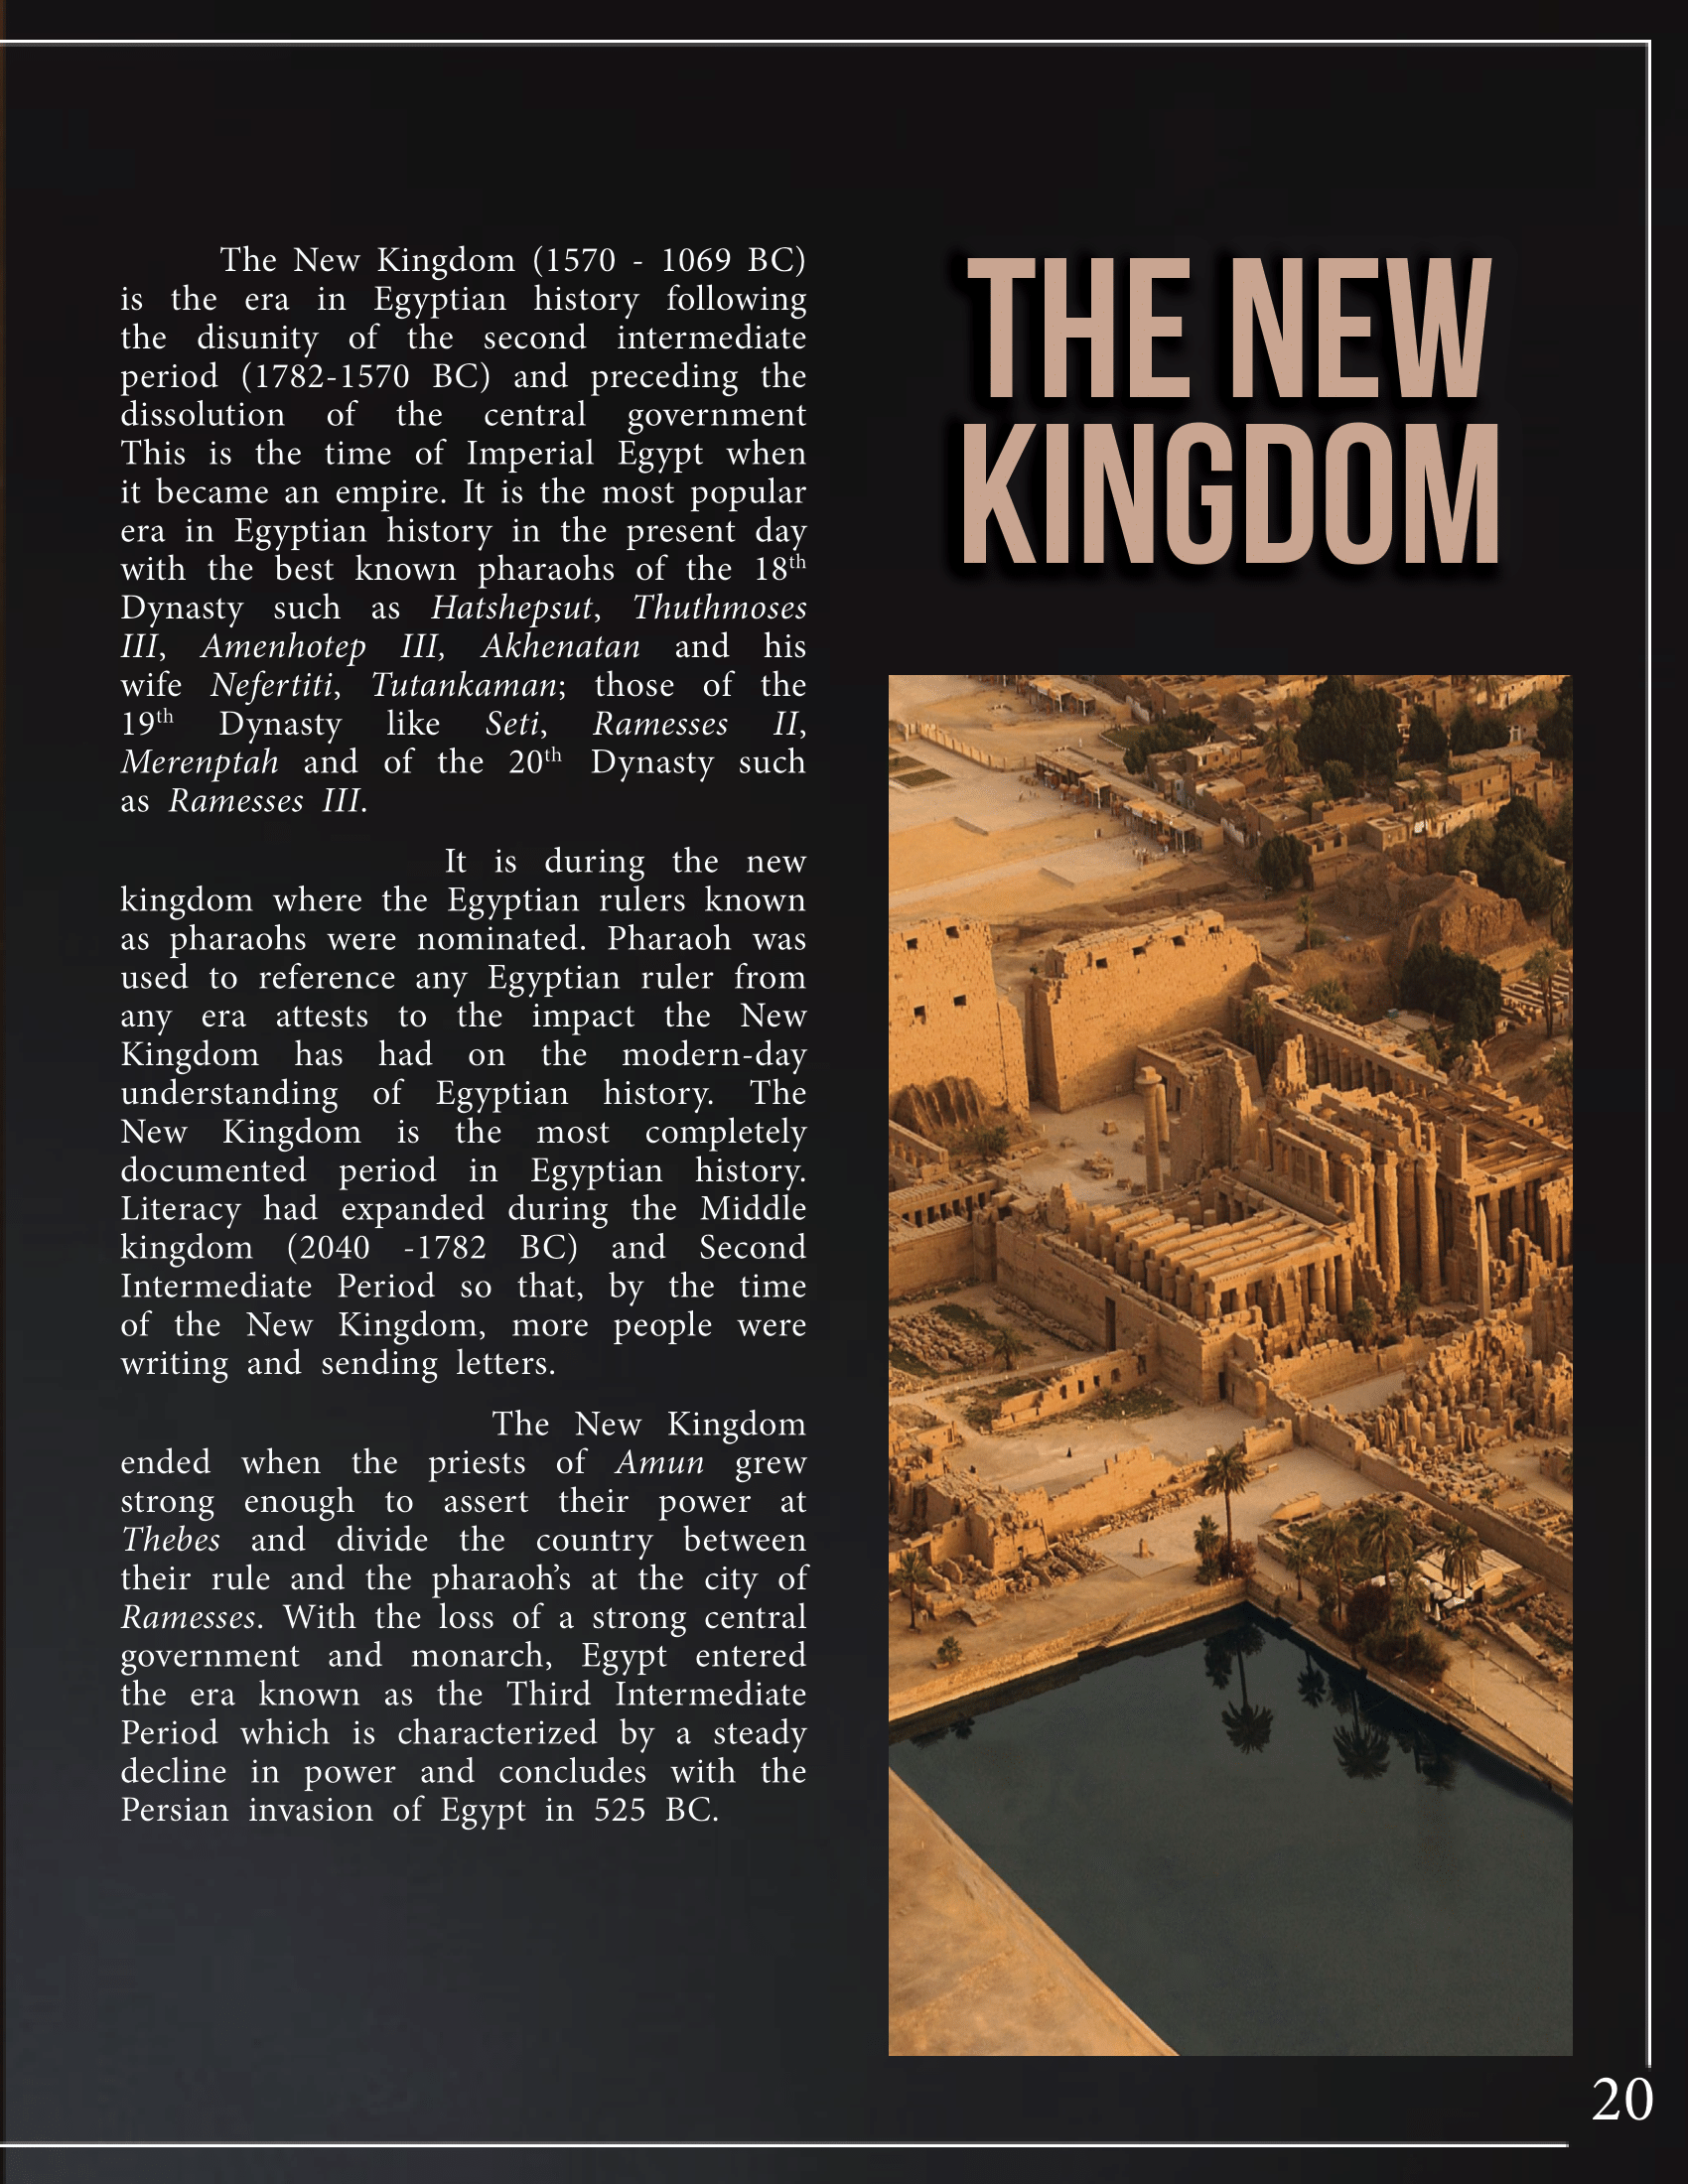 The New Kingdom (1570 - 1069 BC)
is the era in Egyptian history following
the disunity of the second intermediate
period (1782-1570 BC) and preceding the
dissolution of the central government
This is the time of Imperial Egypt when
it became an empire. It is the most popular
era in Egyptian history in the present day
with the best known pharaohs of the 18th
Dynasty such as Hatshepsut, Thuthmoses
III, Amenhotep III, Akhenatan and his
wife Nefertiti, Tutankaman; those of the
19th Dynasty like Seti, Ramesses II,
Merenptah and of the 20th Dynasty such
as Ramesses III.
It is during the new
kingdom where the Egyptian rulers known
as pharaohs were nominated. Pharaoh was
used to reference any Egyptian ruler from
any era attests to the impact the New
Kingdom has had on the modern-day
understanding of Egyptian history. The
New Kingdom is the most completely
documented period in Egyptian history.
Literacy had expanded during the Middle
kingdom (2040 -1782 BC) and Second
Intermediate Period so that, by the time
of the New Kingdom, more people were
writing and sending letters.
The New Kingdom
ended when the priests of Amun grew
strong enough to assert their power at
Thebes and divide the country between
their rule and the pharaoh's at the city of
Ramesses. With the loss of a strong central
government and monarch, Egypt entered
the era known as the Third Intermediate
Period which is characterized by a steady
decline in power and concludes with the
Persian invasion of Egypt in 525 BC.
THE NEW
KINGDOM
20